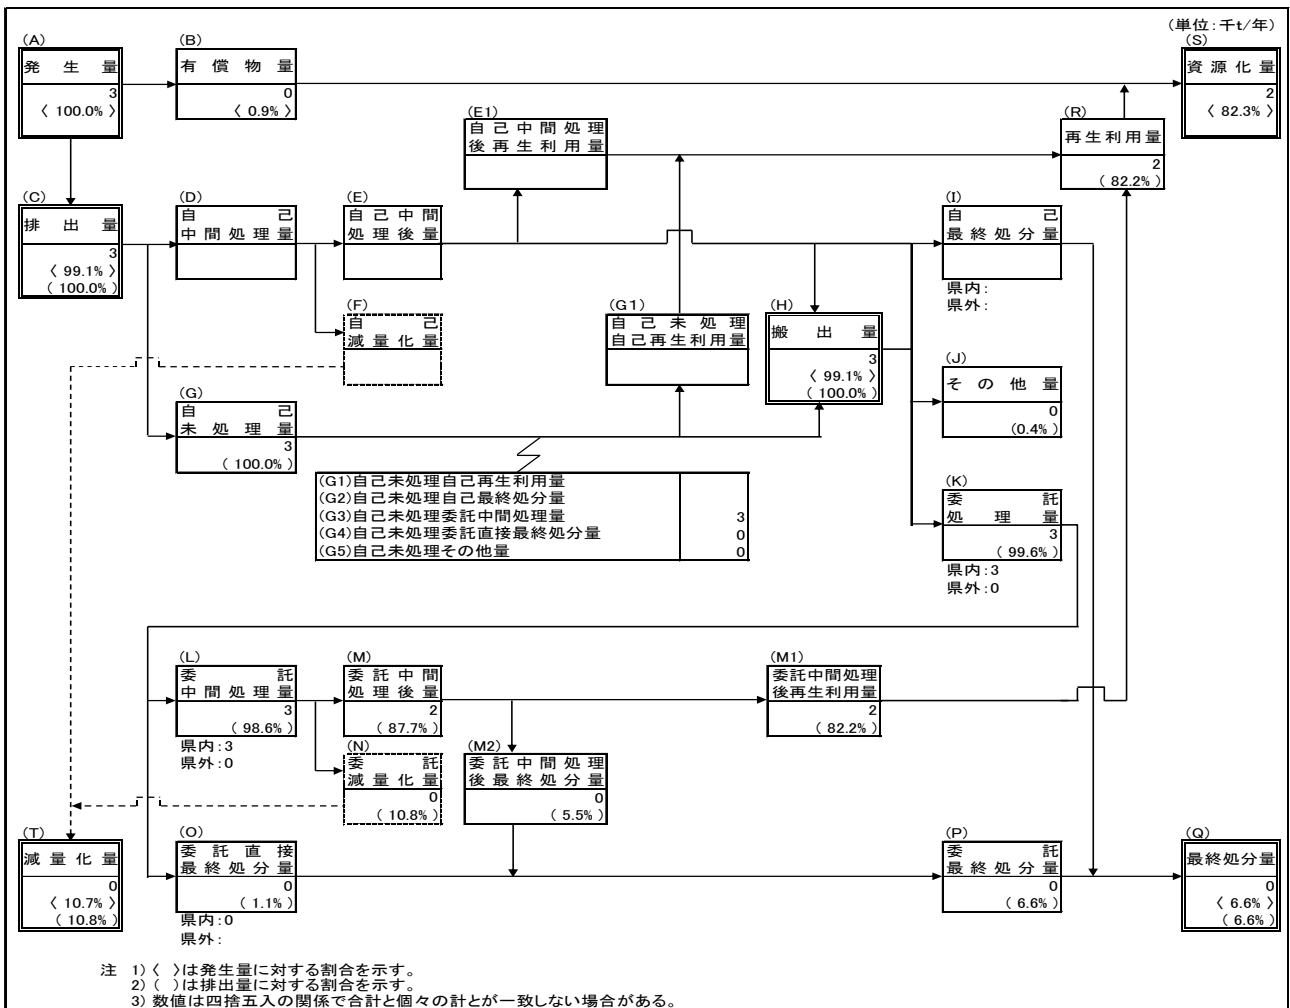 (単位:千t/年)
(A)
発生量
3
〈 100.0% 〉
(B)
有償物量
0
〈 0.9% 〉
(S)
資源化量
2
〈 82.3% 〉
(E1)
自己中間処理
後再生利用量
(R)
再生利用量
2
( 82.2% )
(C)
排出量
3
〈 99.1% 〉
( 100.0% )
(D)
自己
中間処理量
(E)
自己中間
処理後量
(I)
自己
最終処分量
県内:
県外:
(F)
自己
減量化量
(G1)
自己未処理
自己再生利用量
(H)
搬出量
3
〈 99.1% 〉
( 100.0% )
(J)
その他量
0
(0.4% )
(G)
自己
未処理量
3
( 100.0% )
(G1)自己未処理自己再生利用量
(G2)自己未処理自己最終処分量
(G3)自己未処理委託中間処理量 3
(G4)自己未処理委託直接最終処分量 0
(G5)自己未処理その他量 0
(K)
委託
処理量
3
( 99.6% )
県内:3
県外:0
(L)
委託
中間処理量
3
( 98.6% )
県内:3
県外:0
(M)
委託中間
処理後量
2
( 87.7% )
(M1)
委託中間処理
後再生利用量
2
( 82.2% )
(N)
委託
減量化量
0
( 10.8% )
(M2)
委託中間処理
後最終処分量
0
( 5.5% )
(T)
減量化量
0
〈 10.7% 〉
( 10.8% )
(O)
委託直接
最終処分量
0
( 1.1% )
県内:0
県外:
(P)
委託
最終処分量
0
( 6.6% )
(Q)
最終処分量
0
〈 6.6% 〉
( 6.6% )
注 1)〈 〉は発生量に対する割合を示す。
2)( )は排出量に対する割合を示す。
3)数値は四捨五入の関係で合計と個々の計とが一致しない場合がある。